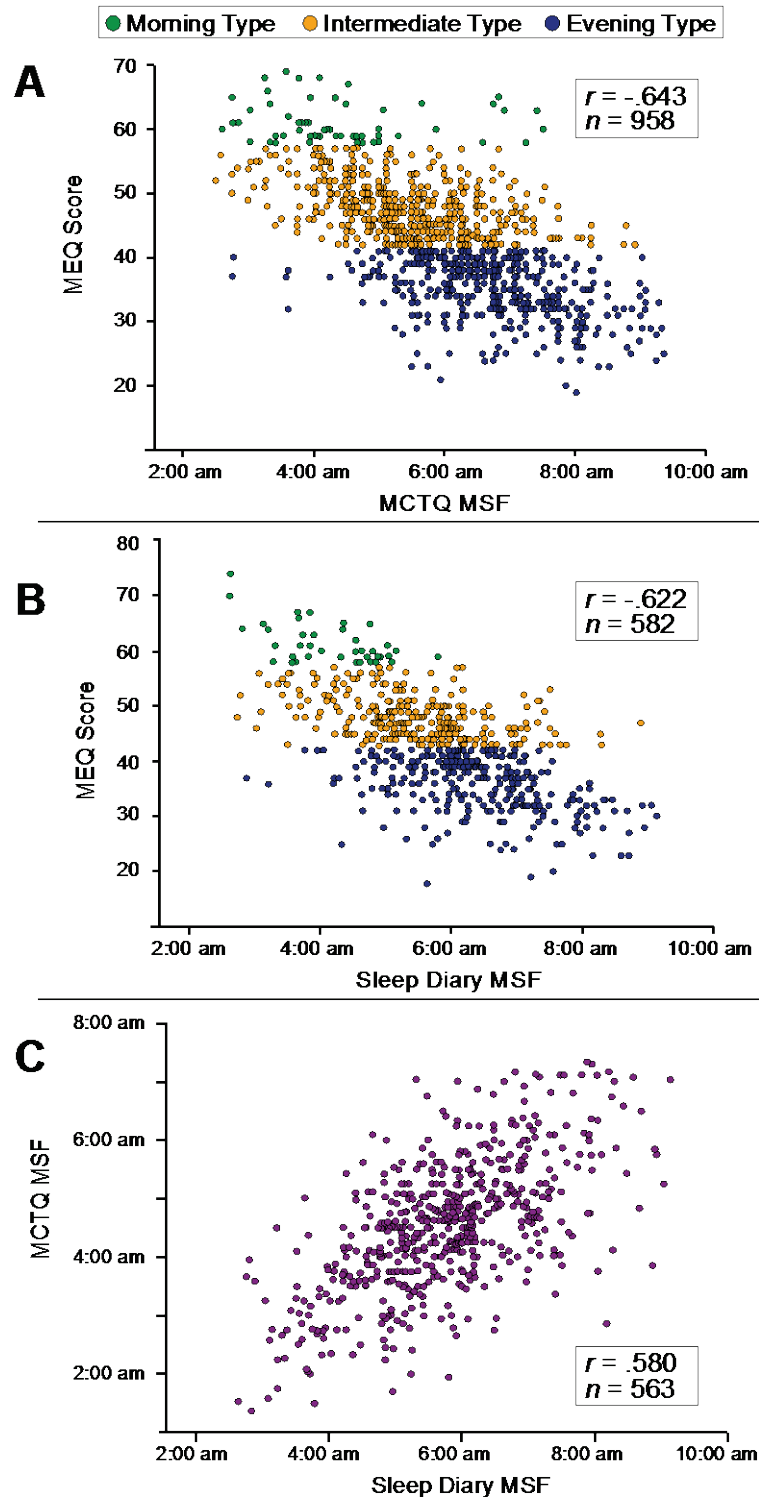 Morning Type Intermediate Type Evening Type
A
r = -.643
n = 958
MEQ Score
70
60
50
40
30
20
2:00 am 4:00 am 6:00 am 8:00 am 10:00 am
MCTQ MSF
B
r = -.622
n = 582
MEQ Score
80
70
60
50
40
30
20
2:00 am 4:00 am 6:00 am 8:00 am 10:00 am
Sleep Diary MSF
C
MCTQ MSF
8:00 am
6:00 am
4:00 am
2:00 am
r = .580
n = 563
2:00 am 4:00 am 6:00 am 8:00 am 10:00 am
Sleep Diary MSF